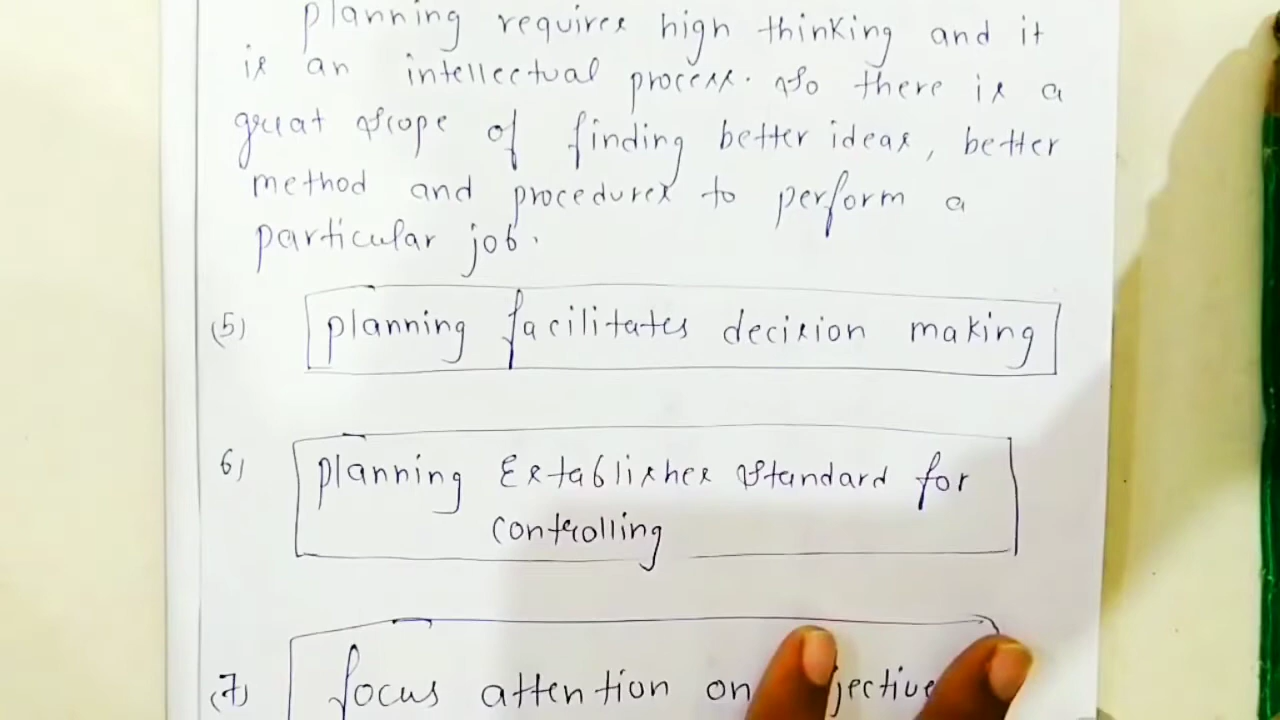 planning requires high thinking and it
is an intellectual process. So there is a
great scope of finding better ideas, better
method and procedures to perform a
particular job.
(5) planning facilitates decision making
6) planning Establishes standard for
controlling
(7) focus attention on